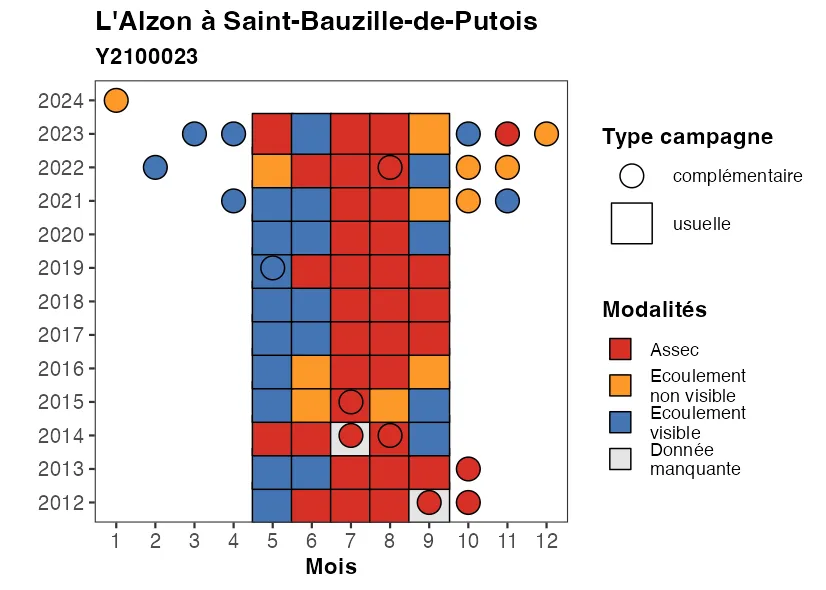 L'Alzon à Saint-Bauzille-de-Putois
Y2100023
2024
2023
2022
2021
2020
2019
2018
2017
2016
2015
2014
2013
2012
1 2 3 4 5 6 7 8 9 10 11 12
Mois
Type campagne
complémentaire
usuelle
Modalités
Assec
Ecoulement
non visible
Ecoulement
visible
Donnée
manquante